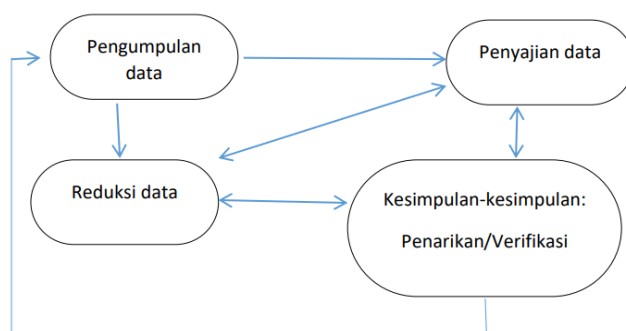 Pengumpulan
data
Penyajian data
Reduksi data
Kesimpulan-kesimpulan:
Penarikan/Verifikasi